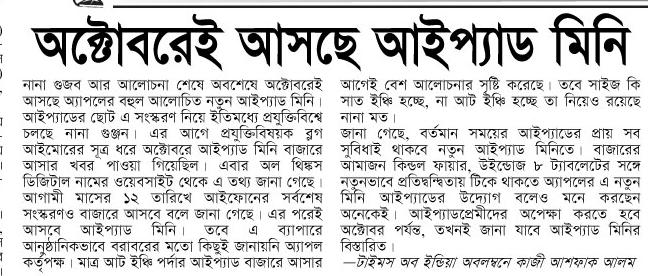 অক্টোবরেই আসছে আইপ্যাড মিনি
নানা গুজব আর আলোচনা শেষে অবশেষে অক্টোবরেই
আসছে অ্যাপলের বহুল আলোচিত নতুন আইপ্যাড মিনি।
আইপ্যাডের ছোট এ সংস্করণ নিয়ে ইতিমধ্যে প্রযুক্তিবিশ্বে
চলছে নানা গুঞ্জন। এর আগে প্রযুক্তিবিষয়ক ব্লগ
আইমোরের সূত্র ধরে অক্টোবরে আইপ্যাড মিনি বাজারে
আসার খবর পাওয়া গিয়েছিল। এবার অল থিঙ্কস
ডিজিটাল নামের ওয়েবসাইট থেকে এ তথ্য জানা গেছে।
আগামী মাসের ১২ তারিখে আইফোনের সর্বশেষ
সংস্করণও বাজারে আসবে বলে জানা গেছে। এর পরেই
আসবে আইপ্যাড মিনি। তবে এ ব্যাপারে
আনুষ্ঠানিকভাবে বরাবরের মতো কিছুই জানায়নি অ্যাপল
কর্তৃপক্ষ। মাত্র আট ইঞ্চি পর্দার আইপ্যাড বাজারে আসার
আগেই বেশ আলোচনার সৃষ্টি করেছে। তবে সাইজ কি
সাত ইঞ্চি হচ্ছে, না আট ইঞ্চি হচ্ছে তা নিয়েও রয়েছে
নানা মত।
জানা গেছে, বর্তমান সময়ের আইপ্যাডের প্রায় সব
সুবিধাই থাকবে নতুন আইপ্যাড মিনিতে। বাজারের
আমাজন কিন্ডল ফায়ার, উইন্ডোজ ৮ ট্যাবলেটের সঙ্গে
নতুনভাবে প্রতিদ্বন্দ্বিতায় টিকে থাকতে অ্যাপলের এ নতুন
মিনি আইপ্যাডের উদ্যোগ বলেও মনে করছেন
অনেকেই। আইপ্যাডপ্রেমীদের অপেক্ষা করতে হবে
অক্টোবর পর্যন্ত, তখনই জানা যাবে আইপ্যাড মিনির
বিস্তারিত।
—টাইমস অব ইন্ডিয়া অবলম্বনে কাজী আশফাক আলম